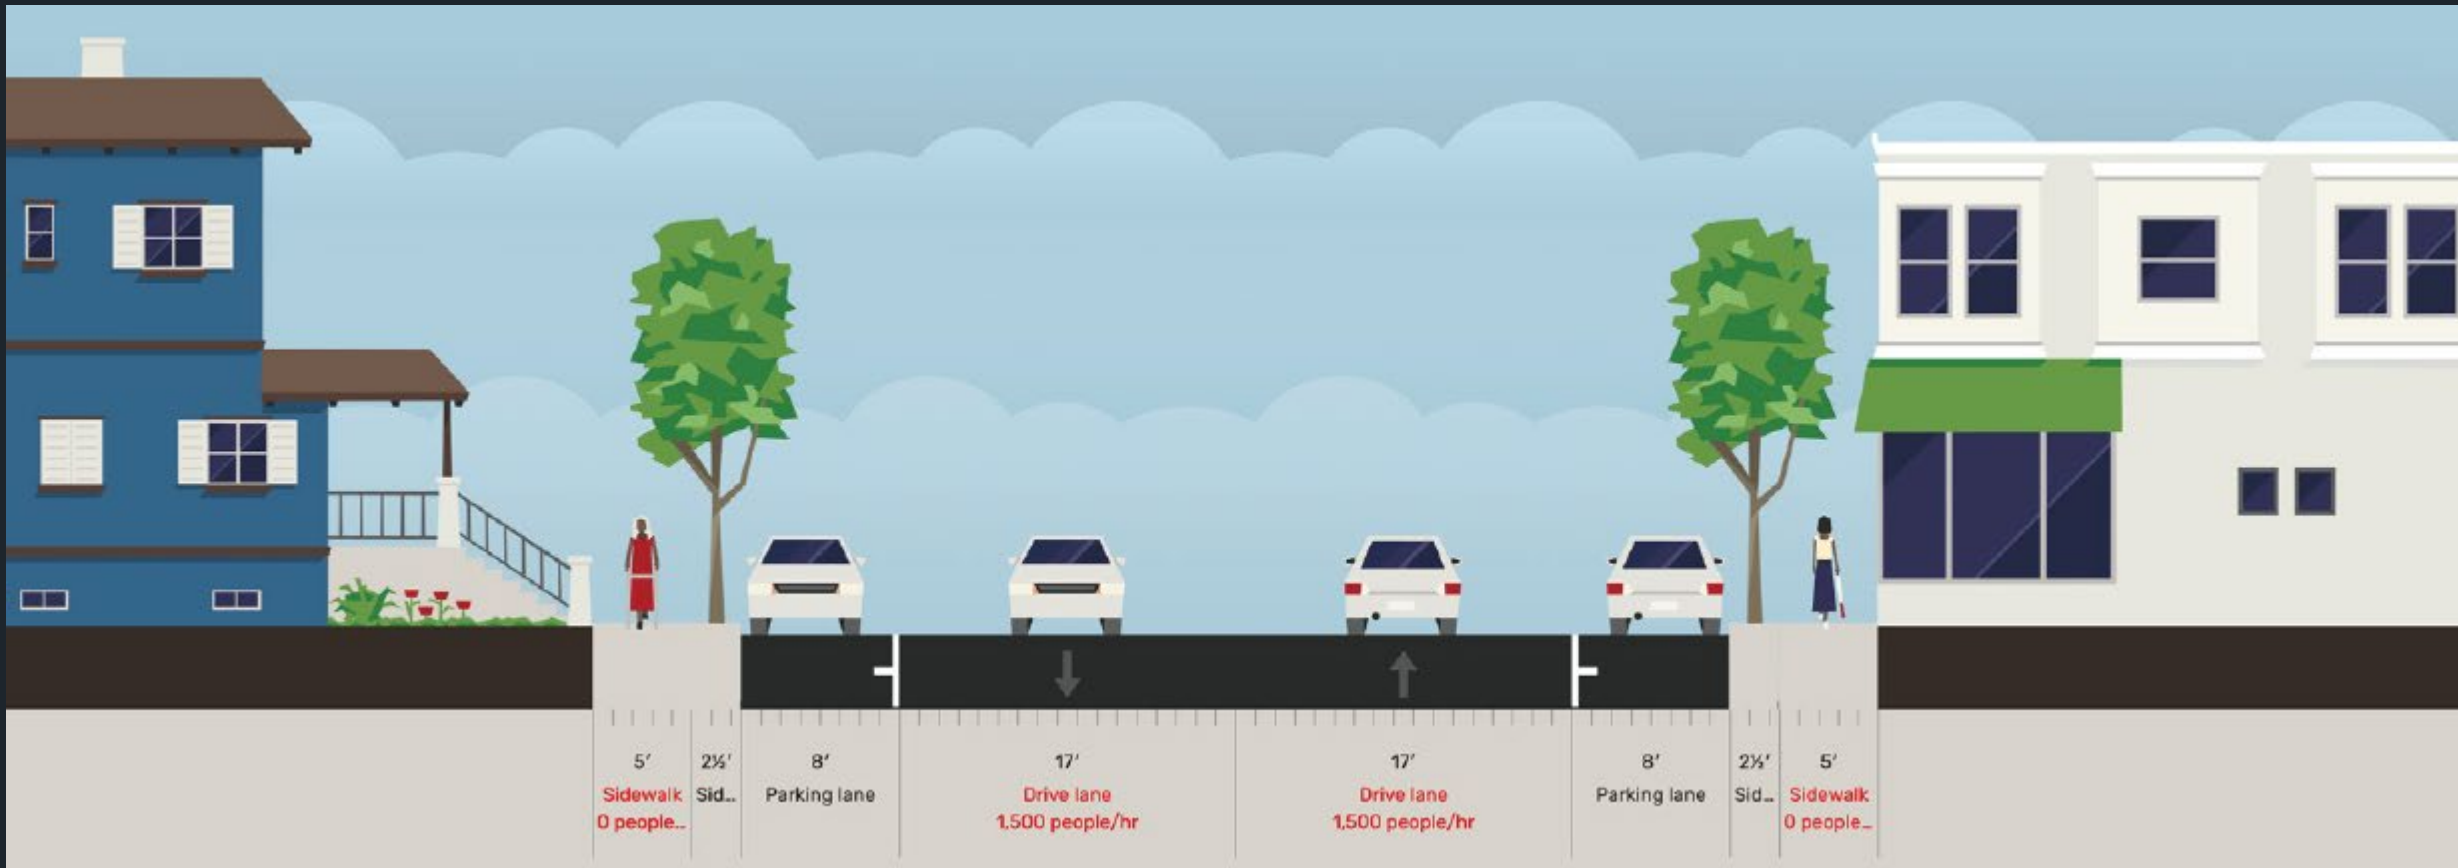 5′ 2½′ 8′ 17′ 17′ 8′ 2½′ 5′
Sidewalk Sid... Parking lane Drive lane Drive lane Parking lane Sid... Sidewalk
0 people... 1,500 people/hr 1,500 people/hr 0 people...